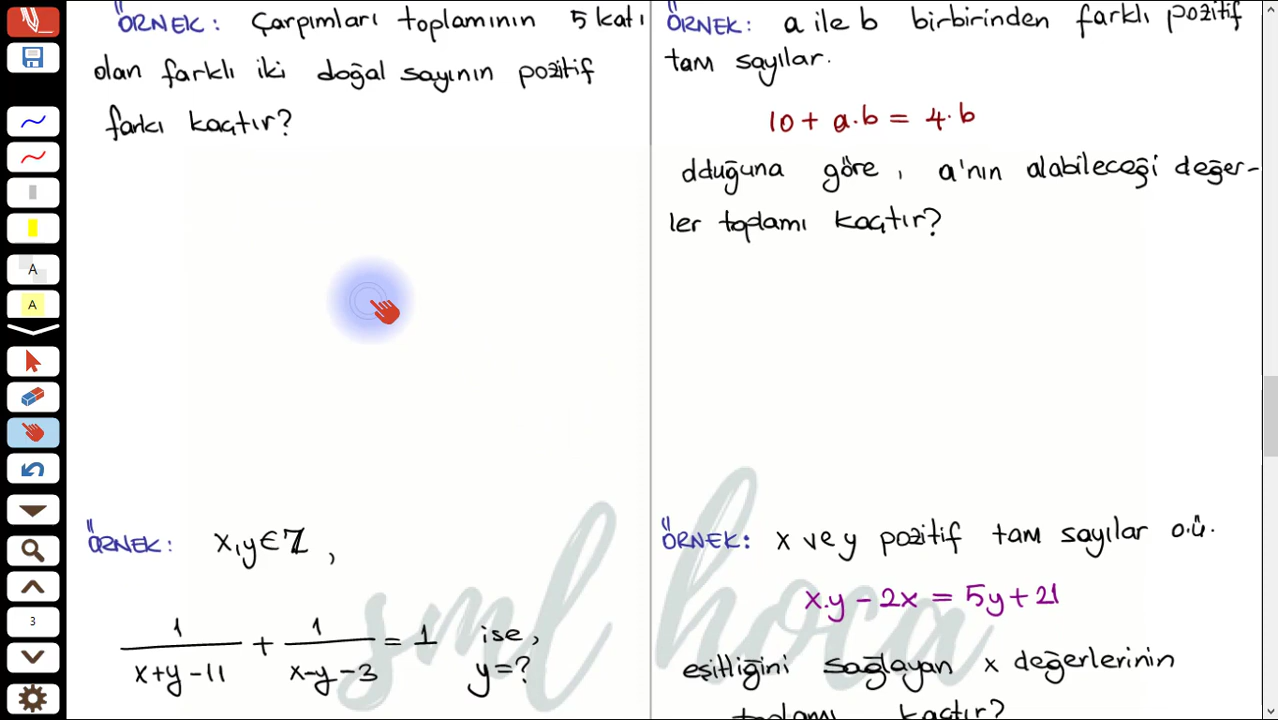 ÖRNEK: Çarpımları toplamının 5 katı
olan farklı iki doğal sayının pozitif
farkı kaçtır?
ÖRNEK: a ile b birbirinden farklı pozitif
tam sayılar.
10 + a.b = 4.b
olduğuna göre, a'nın alabileceği değer-
ler toplamı kaçtır?
ÖRNEK: x,y ∈ Z,
1/(x+y-11) + 1/(x-y-3) = 1 ise,
y=?
ÖRNEK: x ve y pozitif tam sayılar o.ü.
x.y - 2x = 5y + 21
eşitliğini sağlayan x değerlerinin
toplamı kaçtır?
sml hoca
A
A
3